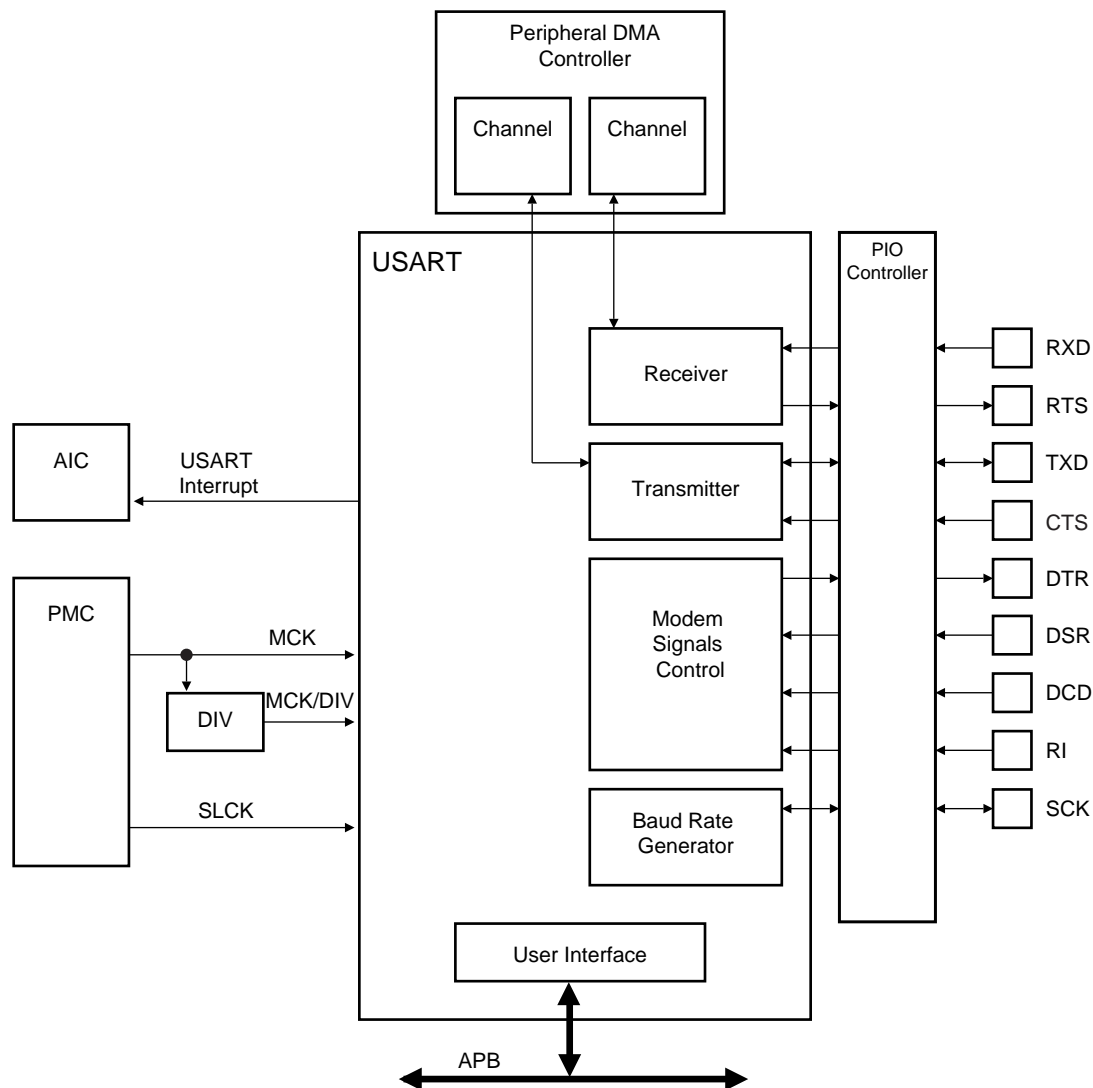 Peripheral DMA
Controller
Channel
Channel
USART
PIO
Controller
Receiver
RXD
RTS
AIC
USART
Interrupt
Transmitter
TXD
CTS
PMC
MCK
DIV
MCK/DIV
SLCK
Modem
Signals
Control
DTR
DSR
DCD
RI
Baud Rate
Generator
SCK
User Interface
APB